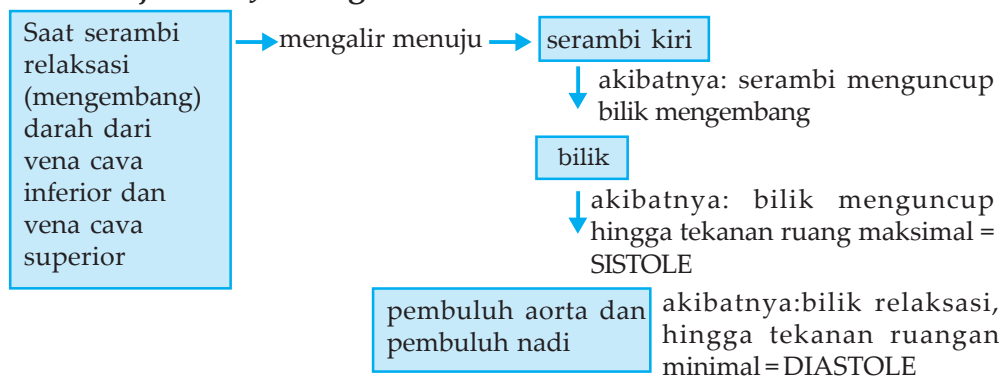 Saat serambi
relaksasi
(mengembang)
darah dari
vena cava
inferior dan
vena cava
superior
mengalir menuju
serambi kiri
akibatnya: serambi menguncup
bilik mengembang
bilik
akibatnya: bilik menguncup
hingga tekanan ruang maksimal =
SISTOLE
pembuluh aorta dan
pembuluh nadi
akibatnya:bilik relaksasi,
hingga tekanan ruangan
minimal = DIASTOLE